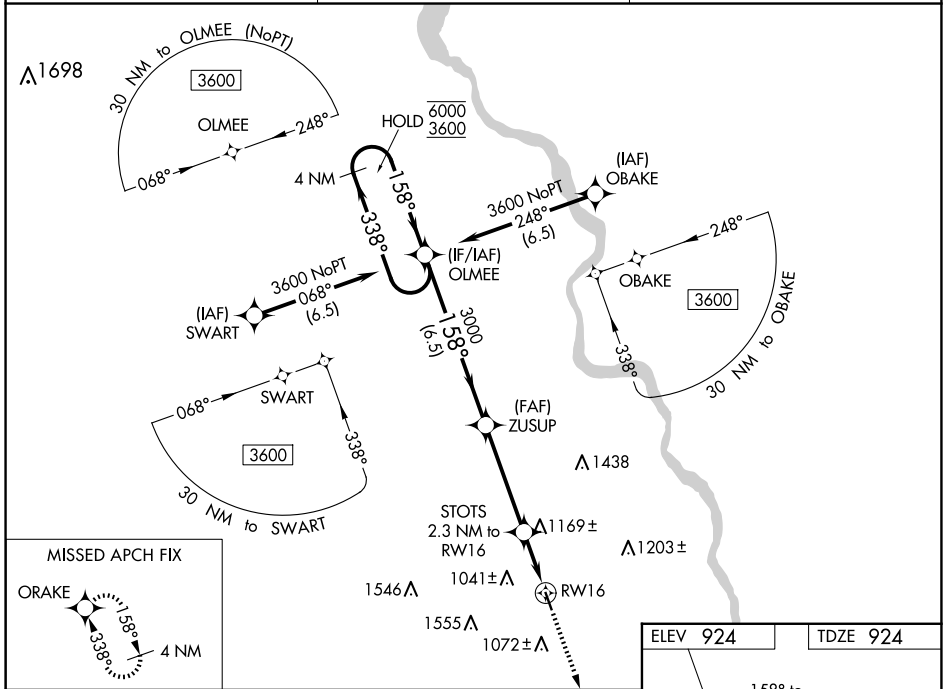 1698
30 NM to OLMEE (NoPT)
3600
OLMEE
068°
248°
HOLD
6000
3600
4 NM
158°
338°
(IF/IAF)
OLMEE
(IAF)
OBAKE
3600 NoPT
248°
(6.5)
3600 NoPT
068°
(6.5)
(IAF)
SWART
248°
OBAKE
3600
338°
30 NM to OBAKE
3000
158°
(6.5)
068°
SWART
338°
3600
30 NM to SWART
(FAF)
ZUSUP
1438
STOTS
2.3 NM to
RW16
1169±
1203±
1041±
1546
RW16
1555
1072±
MISSED APCH FIX
ORAKE
158°
338°
4 NM
ELEV 924
TDZE 924